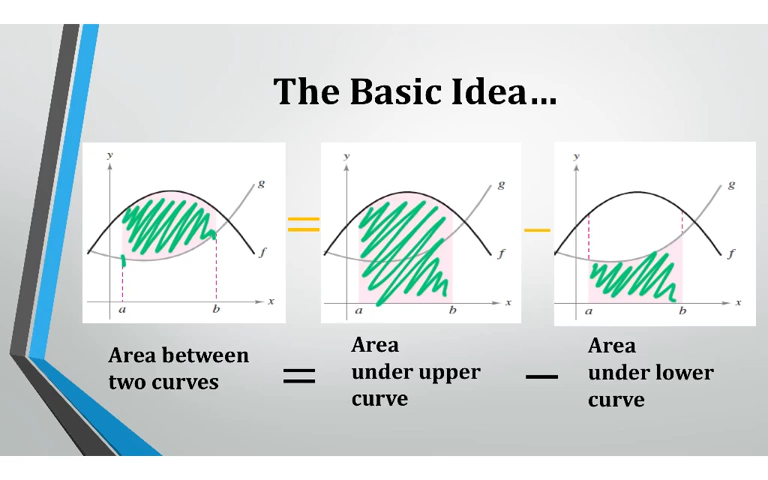 The Basic Idea...
y
g
f
x
a
b
=
y
g
f
x
a
b
–
y
g
f
x
a
b
Area between
two curves
=
Area
under upper
curve
–
Area
under lower
curve